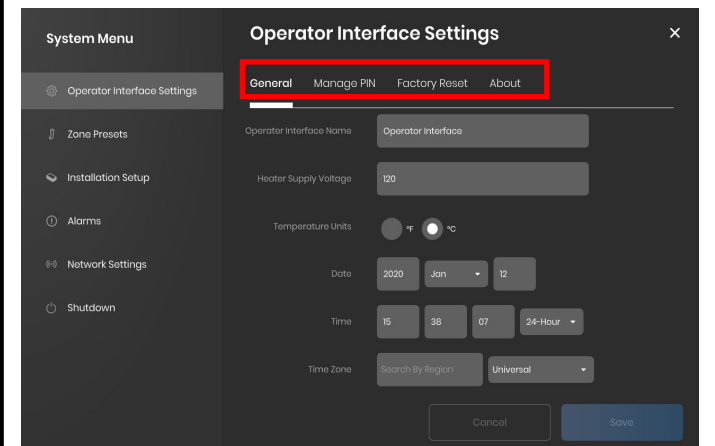 System Menu
Operator Interface Settings
Zone Presets
Installation Setup
Alarms
Network Settings
Shutdown
Operator Interface Settings
×
General Manage PIN Factory Reset About
Operater Interface Name Operator Interface
Heater Supply Voltage 120
Temperature Units °F °C
Date 2020 Jan 12
Time 15 38 07 24-Hour
Time Zone Search By Region Universal
Cancel Save